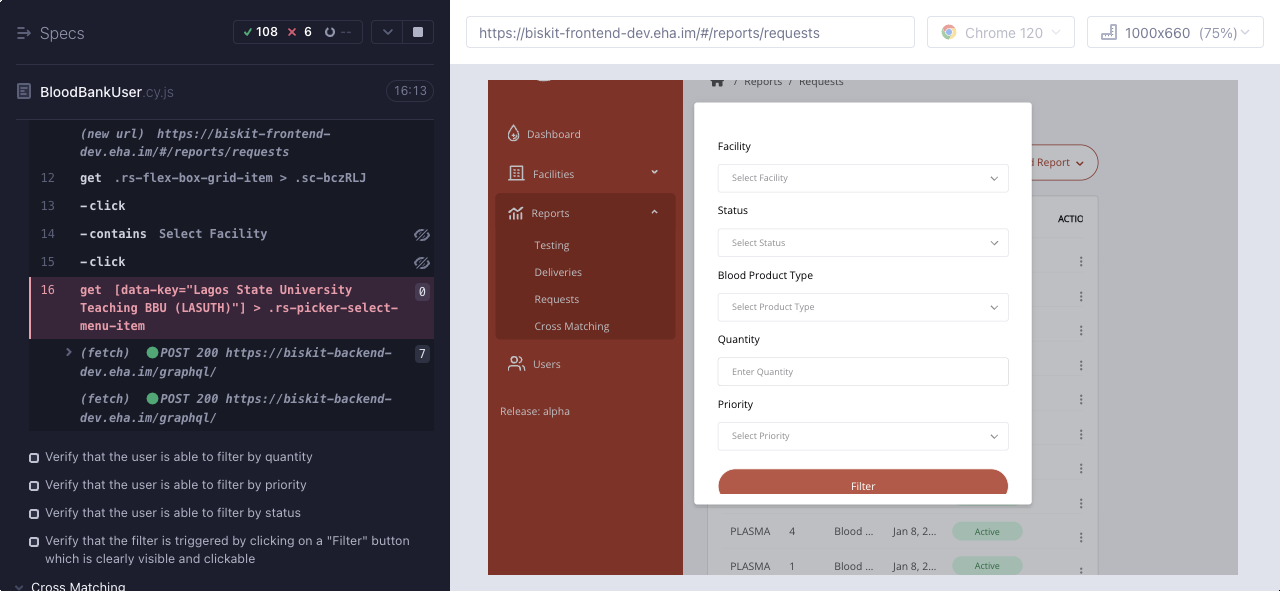 Specs
108
6
--
BloodBankUser.cy.js
16:13
(new url) https://biskit-frontend-
dev.eha.im/#/reports/requests
12 get .rs-flex-box-grid-item > .sc-bczRLJ
13 -click
14 -contains Select Facility
15 -click
16 get [data-key="Lagos State University
Teaching BBU (LASUTH)"] > .rs-picker-select-
menu-item
0
(fetch) POST 200 https://biskit-backend-
dev.eha.im/graphql/
7
(fetch) POST 200 https://biskit-backend-
dev.eha.im/graphql/
Verify that the user is able to filter by quantity
Verify that the user is able to filter by priority
Verify that the user is able to filter by status
Verify that the filter is triggered by clicking on a "Filter" button
which is clearly visible and clickable
Cross Matching
https://biskit-frontend-dev.eha.im/#/reports/requests
Chrome 120
1000x660 (75%)
/ Reports / Requests
Dashboard
Facilities
Reports
Testing
Deliveries
Requests
Cross Matching
Users
Release: alpha
Facility
Select Facility
Status
Select Status
Blood Product Type
Select Product Type
Quantity
Enter Quantity
Priority
Select Priority
Filter
d Report
ACTIO
PLASMA 4 Blood ... Jan 8, 2... Active
PLASMA 1 Blood ... Jan 8, 2... Active